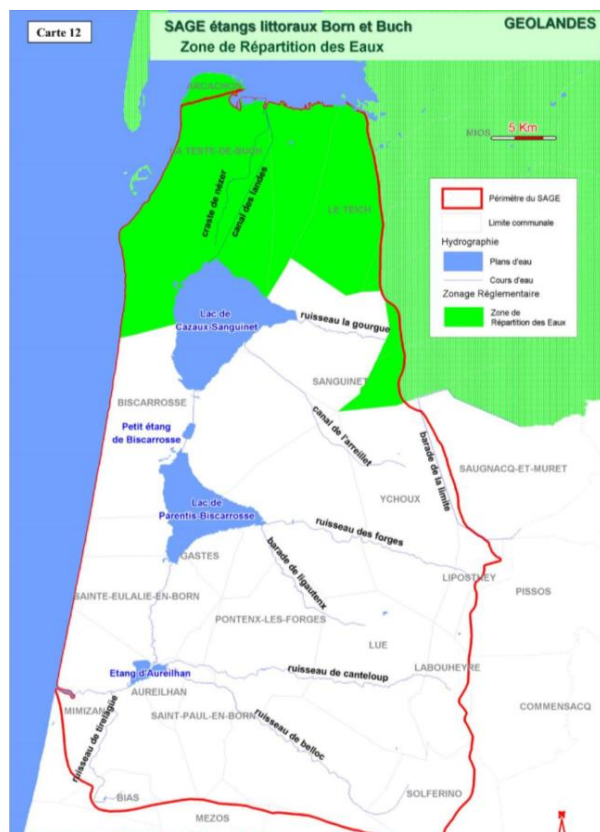 Carte 12
SAGE étangs littoraux Born et Buch
Zone de Répartition des Eaux
GEOLANDES
ARCACHON
MIOS
5 Km
LA TESTE-DE-BUCH
craste de nézer
canal des landes
LE TEICH
Périmètre du SAGE
Limite communale
Hydrographie
Plans d'eau
Cours d'eau
Zonage Réglementaire
Zone de
Répartition des Eaux
Lac de
Cazaux-Sanguinet
ruisseau la gourgue
SANGUINET
BISCARROSSE
Petit étang
de Biscarrosse
canal de l'arreillet
barade de la limite
SAUGNACQ-ET-MURET
YCHOUX
Lac de
Parentis-Biscarrosse
ruisseau des forges
GASTES
barade de ligautenx
LIPOSTHEY
PISSOS
SAINTE-EULALIE-EN-BORN
PONTENX-LES-FORGES
LUE
LABOUHEYRE
Etang d'Aureilhan
ruisseau de canteloup
AUREILHAN
COMMENSACQ
MIMIZAN
SAINT-PAUL-EN-BORN
ruisseau de tirelagüe
ruisseau de belloc
BIAS
SOLFERINO
MEZOS
N